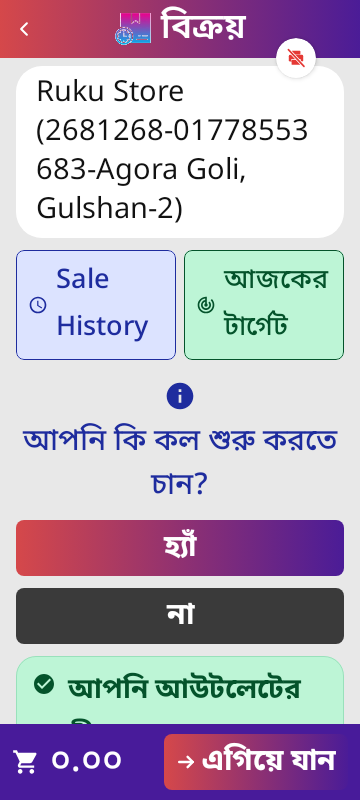 বিক্রয়
Ruku Store
(2681268-01778553
683-Agora Goli,
Gulshan-2)
Sale
History
আজকের
টার্গেট
আপনি কি কল শুরু করতে
চান?
হ্যাঁ
না
আপনি আউটলেটের
০.০০
এগিয়ে যান